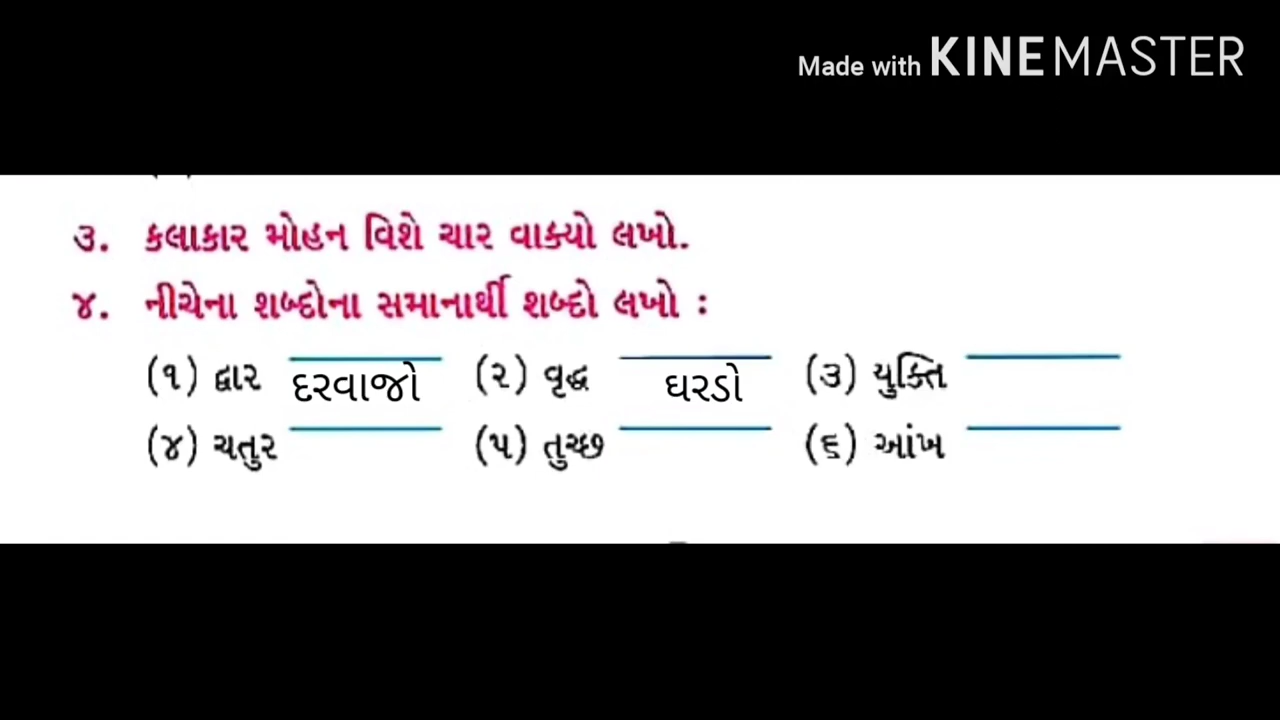 Made with KINEMASTER
૩. કલાકાર મોહન વિશે ચાર વાક્યો લખો.
૪. નીચેના શબ્દોના સમાનાર્થી શબ્દો લખો :
(૧) દ્વાર દરવાજો (૨) વૃદ્ધ ઘરડો (૩) યુક્તિ
(૪) ચતુર (૫) તુચ્છ (૬) આંખ